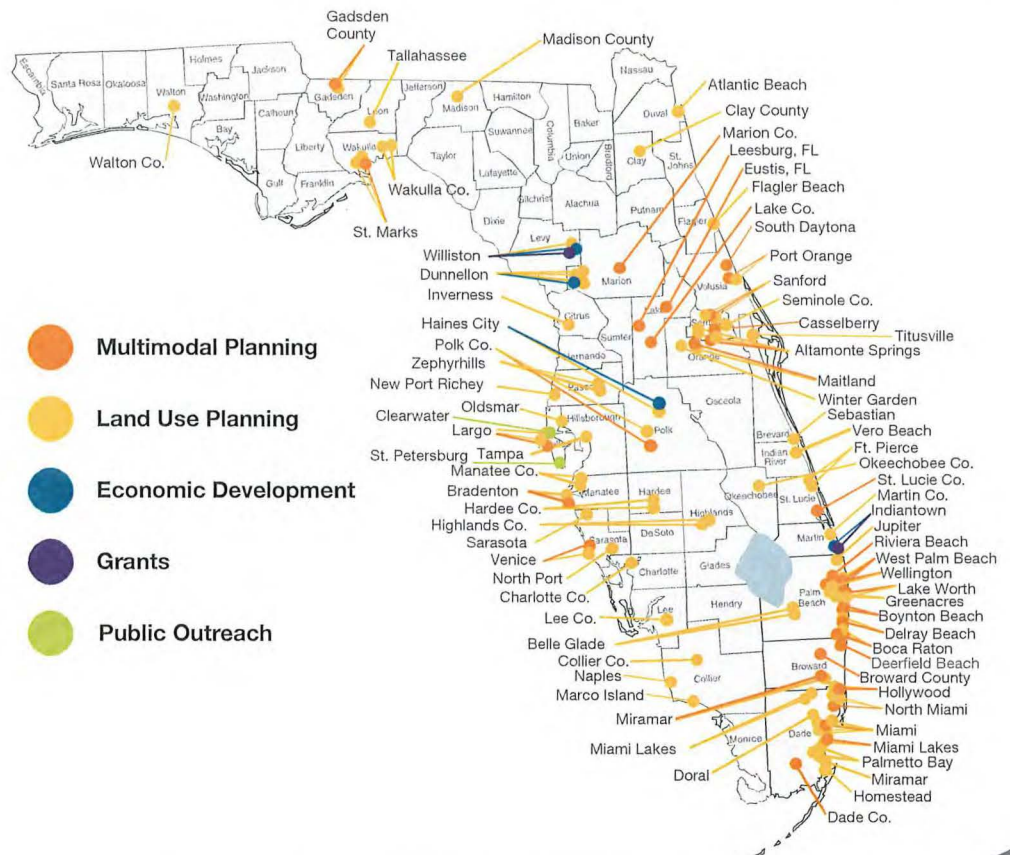 Gadsden
County
Tallahassee
Madison County
Nassau
Holmes
Jackson
Escambia
Santa Rosa
Okaloosa
Walton
Washington
Gadsden
Leon
Jefferson
Madison
Hamilton
Atlantic Beach
Duval
Clay County
Bay
Calhoun
Liberty
Wakulla
Taylor
Suwannee
Columbia
Baker
Union
Bradford
Clay
St. Johns
Marion Co.
Leesburg, FL
Eustis, FL
Walton Co.
Gulf
Franklin
Wakulla Co.
St. Marks
Lafayette
Dixie
Gilchrist
Alachua
Putnam
Flagler
Flagler Beach
Lake Co.
South Daytona
Levy
Williston
Dunnellon
Marion
Volusia
Port Orange
Sanford
Inverness
Citrus
Seminole Co.
Haines City
Sumter
Casselberry
Titusville
Multimodal Planning
Polk Co.
Hernando
Orange
Altamonte Springs
Zephyrhills
Maitland
New Port Richey
Osceola
Winter Garden
Land Use Planning
Oldsmar
Hillsborough
Sebastian
Clearwater
Polk
Brevard
Vero Beach
Largo
Indian
River
Ft. Pierce
St. Petersburg
Tampa
Okeechobee Co.
Manatee Co.
Okeechobee
St. Lucie
St. Lucie Co.
Economic Development
Bradenton
Manatee
Hardee
Martin Co.
Hardee Co.
Highlands
Indiantown
Highlands Co.
DeSoto
Martin
Jupiter
Sarasota
Sarasota
Riviera Beach
Grants
Venice
Glades
West Palm Beach
North Port
Charlotte
Wellington
Charlotte Co.
Palm
Beach
Lake Worth
Hendry
Greenacres
Public Outreach
Lee Co.
Lee
Boynton Beach
Belle Glade
Delray Beach
Boca Raton
Collier Co.
Broward
Deerfield Beach
Naples
Collier
Broward County
Marco Island
Hollywood
Miramar
North Miami
Monroe
Dade
Miami
Miami Lakes
Miami Lakes
Doral
Palmetto Bay
Miramar
Homestead
Dade Co.